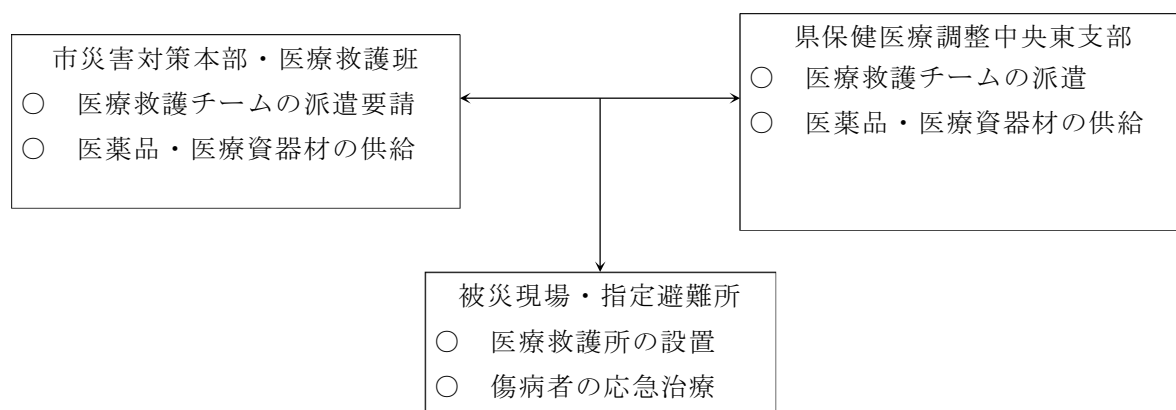 市災害対策本部・医療救護班
○ 医療救護チームの派遣要請
○ 医薬品・医療資器材の供給
県保健医療調整中央東支部
○ 医療救護チームの派遣
○ 医薬品・医療資器材の供給
被災現場・指定避難所
○ 医療救護所の設置
○ 傷病者の応急治療